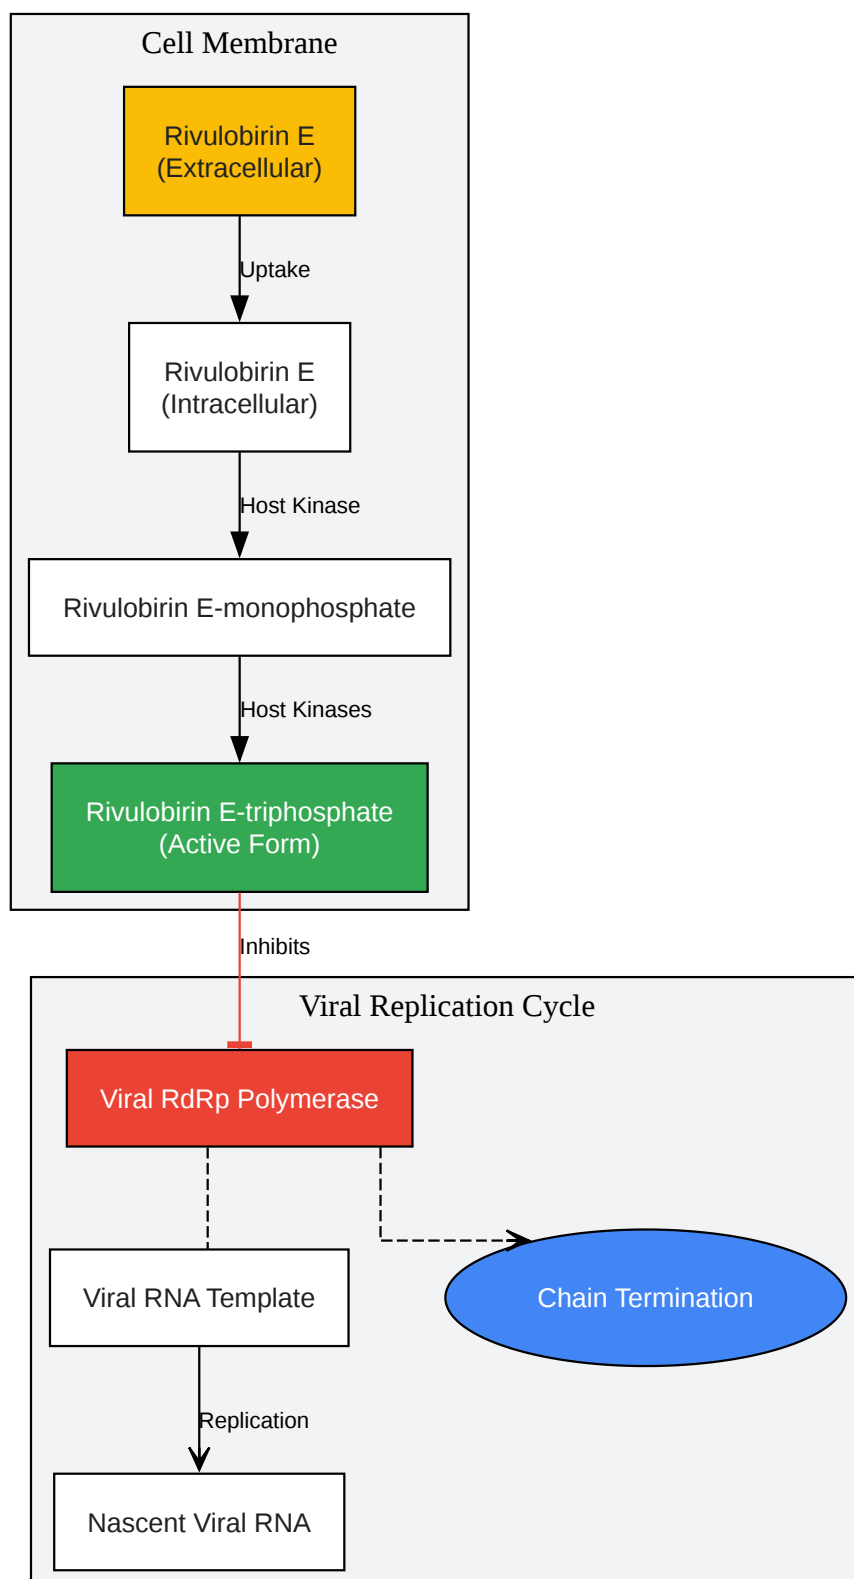 Cell Membrane
Rivulobirin E
(Extracellular)
Uptake
Rivulobirin E
(Intracellular)
Host Kinase
Rivulobirin E-monophosphate
Host Kinases
Rivulobirin E-triphosphate
(Active Form)
Inhibits
Viral Replication Cycle
Viral RdRp Polymerase
Viral RNA Template
Chain Termination
Replication
Nascent Viral RNA